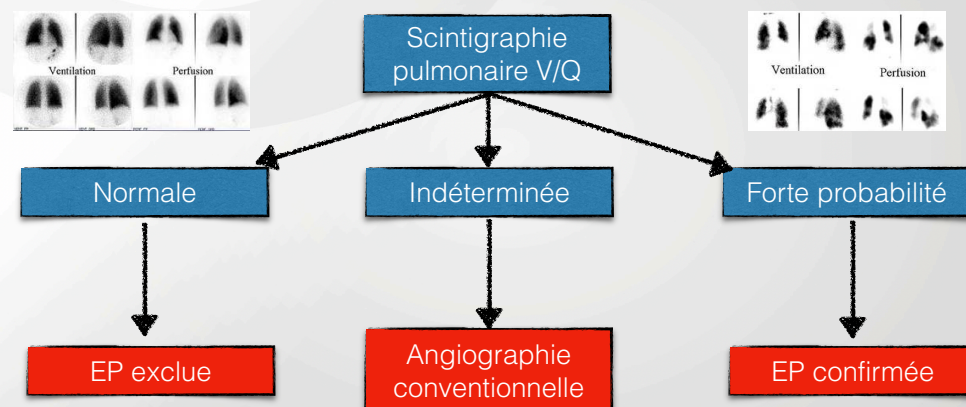 Scintigraphie
pulmonaire V/Q
Ventilation
Perfusion
Ventilation
Perfusion
Normale
Indéterminée
Forte probabilité
EP exclue
Angiographie
conventionnelle
EP confirmée